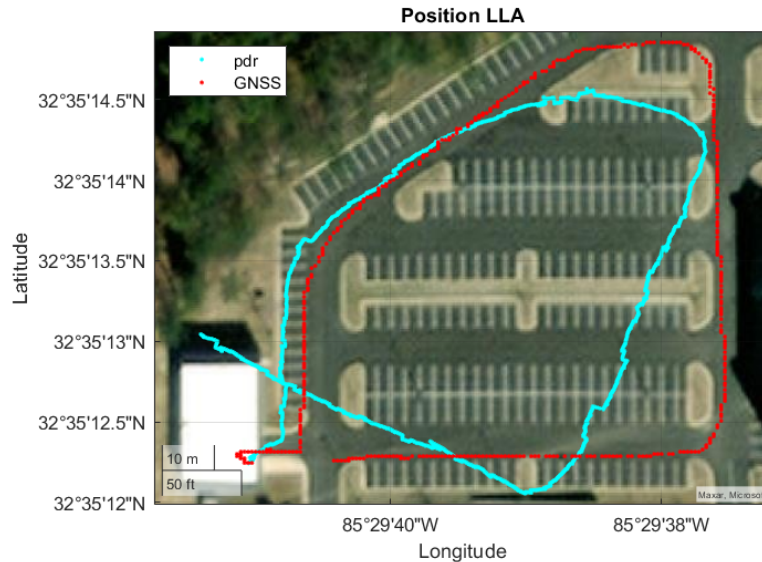 Position LLA
pdr
GNSS
32°35'14.5"N
32°35'14"N
32°35'13.5"N
32°35'13"N
32°35'12.5"N
32°35'12"N
Latitude
10 m
50 ft
Maxar, Microso
85°29'40"W
85°29'38"W
Longitude